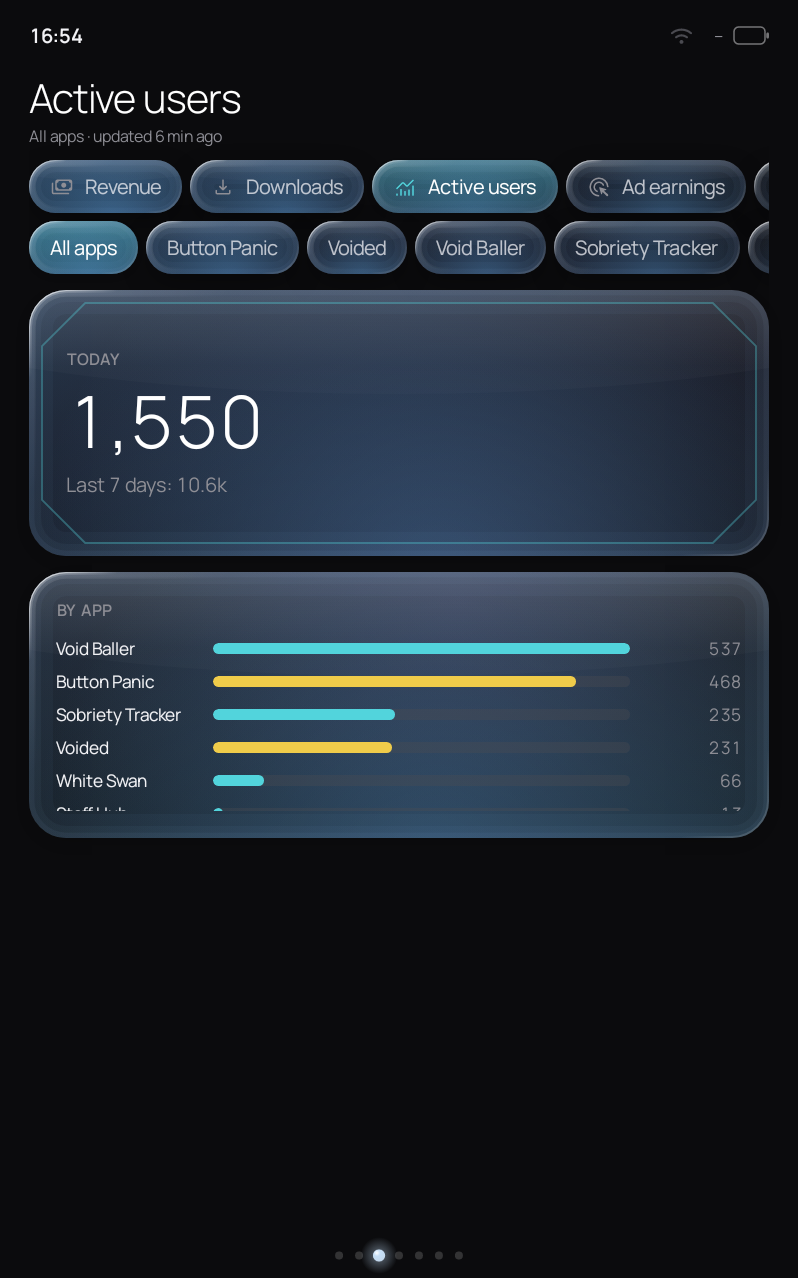 16:54
Active users
All apps · updated 6 min ago
Revenue Downloads Active users Ad earnings
All apps Button Panic Voided Void Baller Sobriety Tracker
TODAY
1,550
Last 7 days: 10.6k
BY APP
Void Baller 537
Button Panic 468
Sobriety Tracker 235
Voided 231
White Swan 66